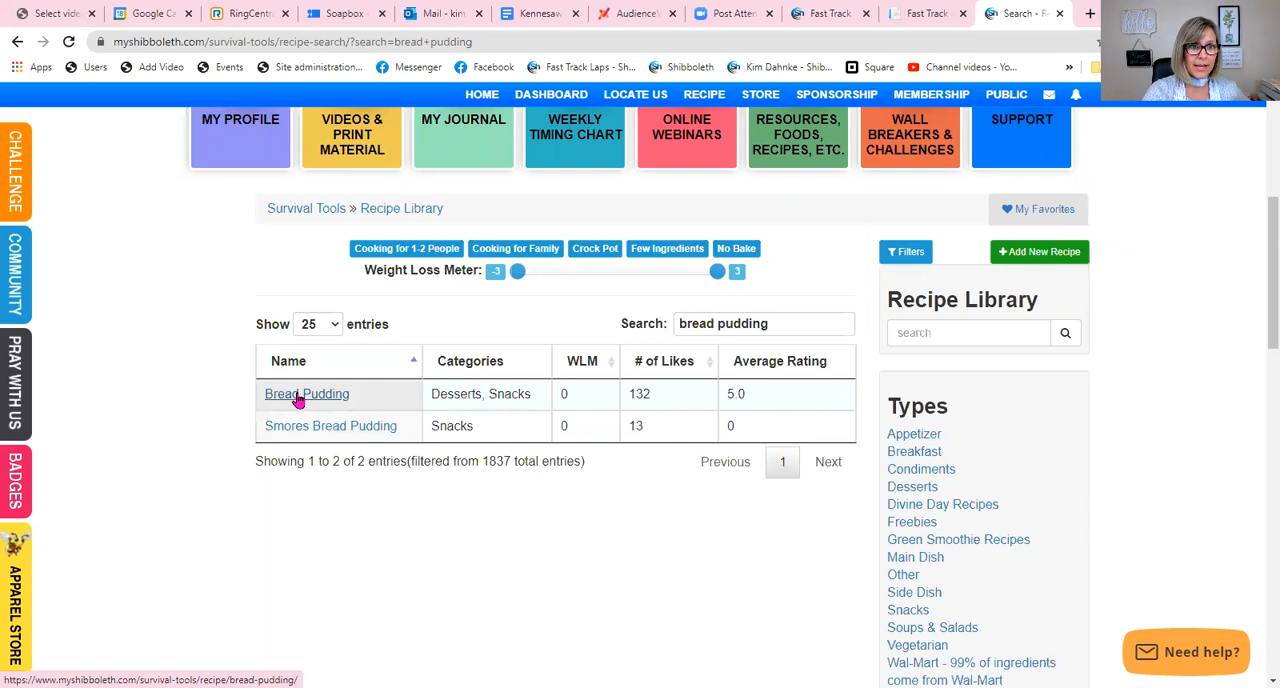 Select vide
Google Ca
RingCentr
Soapbox -
Mail - kim
Kennesaw
AudienceV
Post Atten
Fast Track
Fast Track
Search - R
myshibboleth.com/survival-tools/recipe-search/?search=bread+pudding
Apps
Users
Add Video
Events
Site administration...
Messenger
Faceb
Fast Track Laps - Sh...
Shibboleth
Kim Dahnke - Shib...
Square
Channel videos - Yo...
»
HOME
DASHBOARD
LOCATE US
RECIPE
STORE
SPONSORSHIP
MEMBERSHIP
PUBLIC
MY PROFILE
VIDEOS &
PRINT
MATERIAL
MY JOURNAL
WEEKLY
TIMING CHART
ONLINE
WEBINARS
RESOURCES,
FOODS,
RECIPES, ETC.
WALL
BREAKERS &
CHALLENGES
SUPPORT
CHALLENGE
COMMUNITY
PRAY WITH US
BADGES
APPAREL STORE
Survival Tools » Recipe Library
My Favorites
Cooking for 1-2 People
Cooking for Family
Crock Pot
Few Ingredients
No Bake
Weight Loss Meter: -3 3
Filters
+ Add New Recipe
Recipe Library
search
Show 25 entries
Search: bread pudding
Name Categories WLM # of Likes Average Rating
Bread Pudding Desserts, Snacks 0 132 5.0
Smores Bread Pudding Snacks 0 13 0
Showing 1 to 2 of 2 entries(filtered from 1837 total entries)
Previous 1 Next
Types
Appetizer
Breakfast
Condiments
Desserts
Divine Day Recipes
Freebies
Green Smoothie Recipes
Main Dish
Other
Side Dish
Snacks
Soups & Salads
Vegetarian
Wal-Mart - 99% of ingredients
come from Wal-Mart
Need help?
https://www.myshibboleth.com/survival-tools/recipe/bread-pudding/